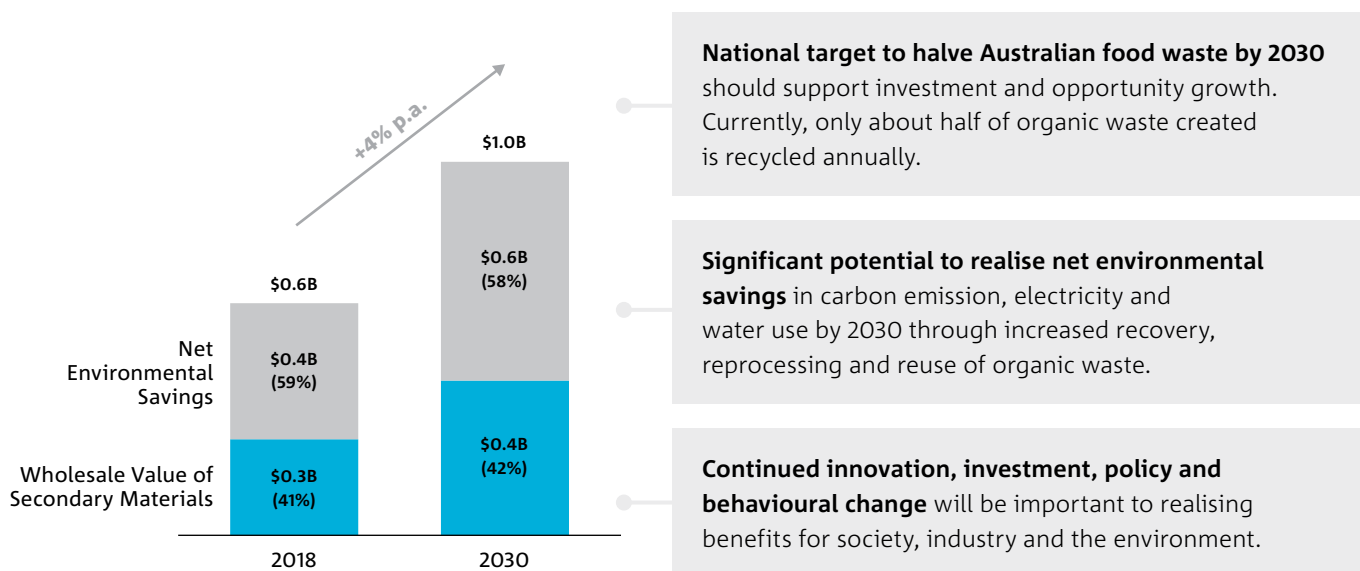 +4% p.a.
$1.0B
$0.6B
(58%)
$0.4B
(42%)
$0.6B
$0.4B
(59%)
$0.3B
(41%)
Net
Environmental
Savings
Wholesale Value of
Secondary Materials
2018
2030
National target to halve Australian food waste by 2030
should support investment and opportunity growth.
Currently, only about half of organic waste created
is recycled annually.
Significant potential to realise net environmental
savings in carbon emission, electricity and
water use by 2030 through increased recovery,
reprocessing and reuse of organic waste.
Continued innovation, investment, policy and
behavioural change will be important to realising
benefits for society, industry and the environment.